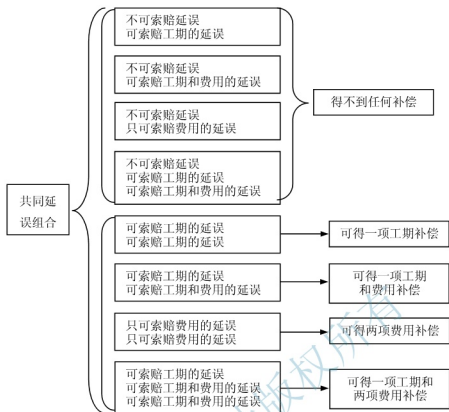 不可索赔延误
可索赔工期的延误
不可索赔延误
可索赔工期和费用的延误
不可索赔延误
只可索赔费用的延误
不可索赔延误
可索赔工期的延误
可索赔工期和费用的延误
得不到任何补偿
共同延
误组合
可索赔工期的延误
可索赔工期的延误
可得一项工期补偿
可索赔工期的延误
可索赔工期和费用的延误
可得一项工期
和费用补偿
只可索赔费用的延误
只可索赔费用的延误
可得两项费用补偿
可索赔工期的延误
可索赔工期和费用的延误
可索赔工期和费用的延误
可得一项工期和
两项费用补偿
版权所有